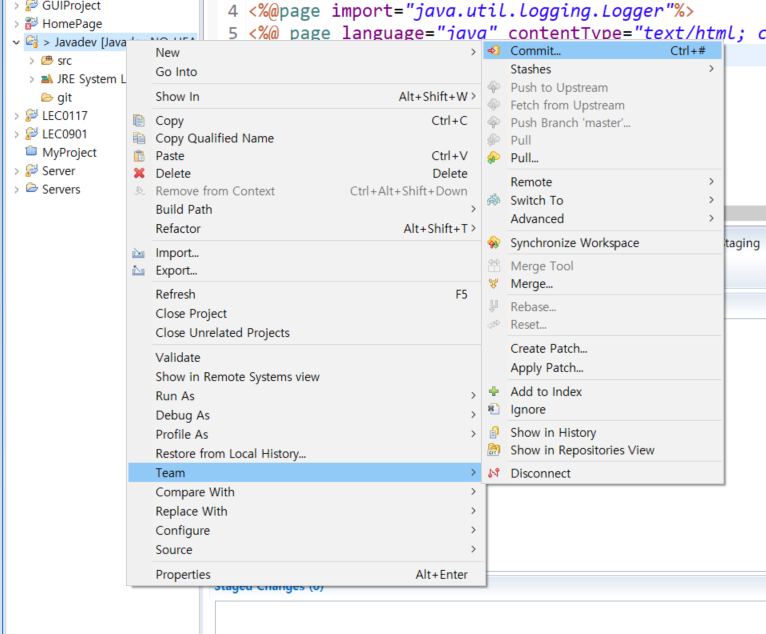 GUIProject
HomePage
> Javadev [Javadev NO-HEA
src
JRE System L
git
LEC0117
LEC0901
MyProject
Server
Servers
4 <%@page import="java.util.logging.Logger"%>
5 <%@ page language="java" contentType="text/html; c
New
Go Into
Show In Alt+Shift+W
Copy Ctrl+C
Copy Qualified Name
Paste Ctrl+V
Delete Delete
Remove from Context Ctrl+Alt+Shift+Down
Build Path
Refactor Alt+Shift+T
Import...
Export...
Refresh F5
Close Project
Close Unrelated Projects
Validate
Show in Remote Systems view
Run As
Debug As
Profile As
Restore from Local History...
Team
Compare With
Replace With
Configure
Source
Properties Alt+Enter
Commit... Ctrl+#
Stashes
Push to Upstream
Fetch from Upstream
Push Branch 'master'...
Pull
Pull...
Remote
Switch To
Advanced
Synchronize Workspace
Merge Tool
Merge...
Rebase...
Reset...
Create Patch...
Apply Patch...
Add to Index
Ignore
Show in History
Show in Repositories View
Disconnect
taging
Staged Changes (0)